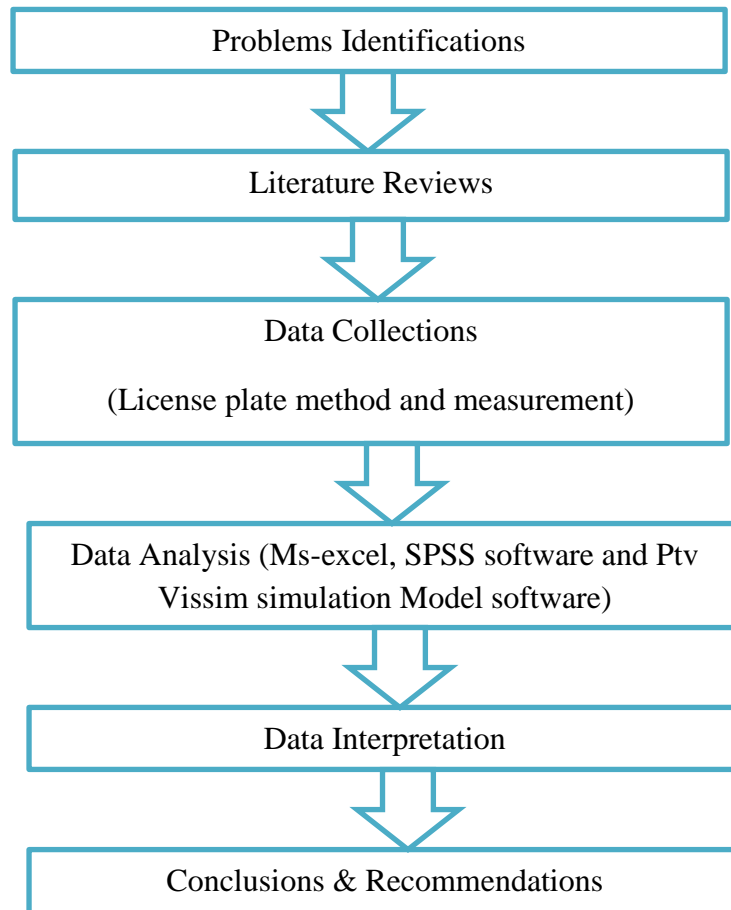 Problems Identifications
Literature Reviews
Data Collections
(License plate method and measurement)
Data Analysis (Ms-excel, SPSS software and Ptv
Vissim simulation Model software)
Data Interpretation
Conclusions & Recommendations